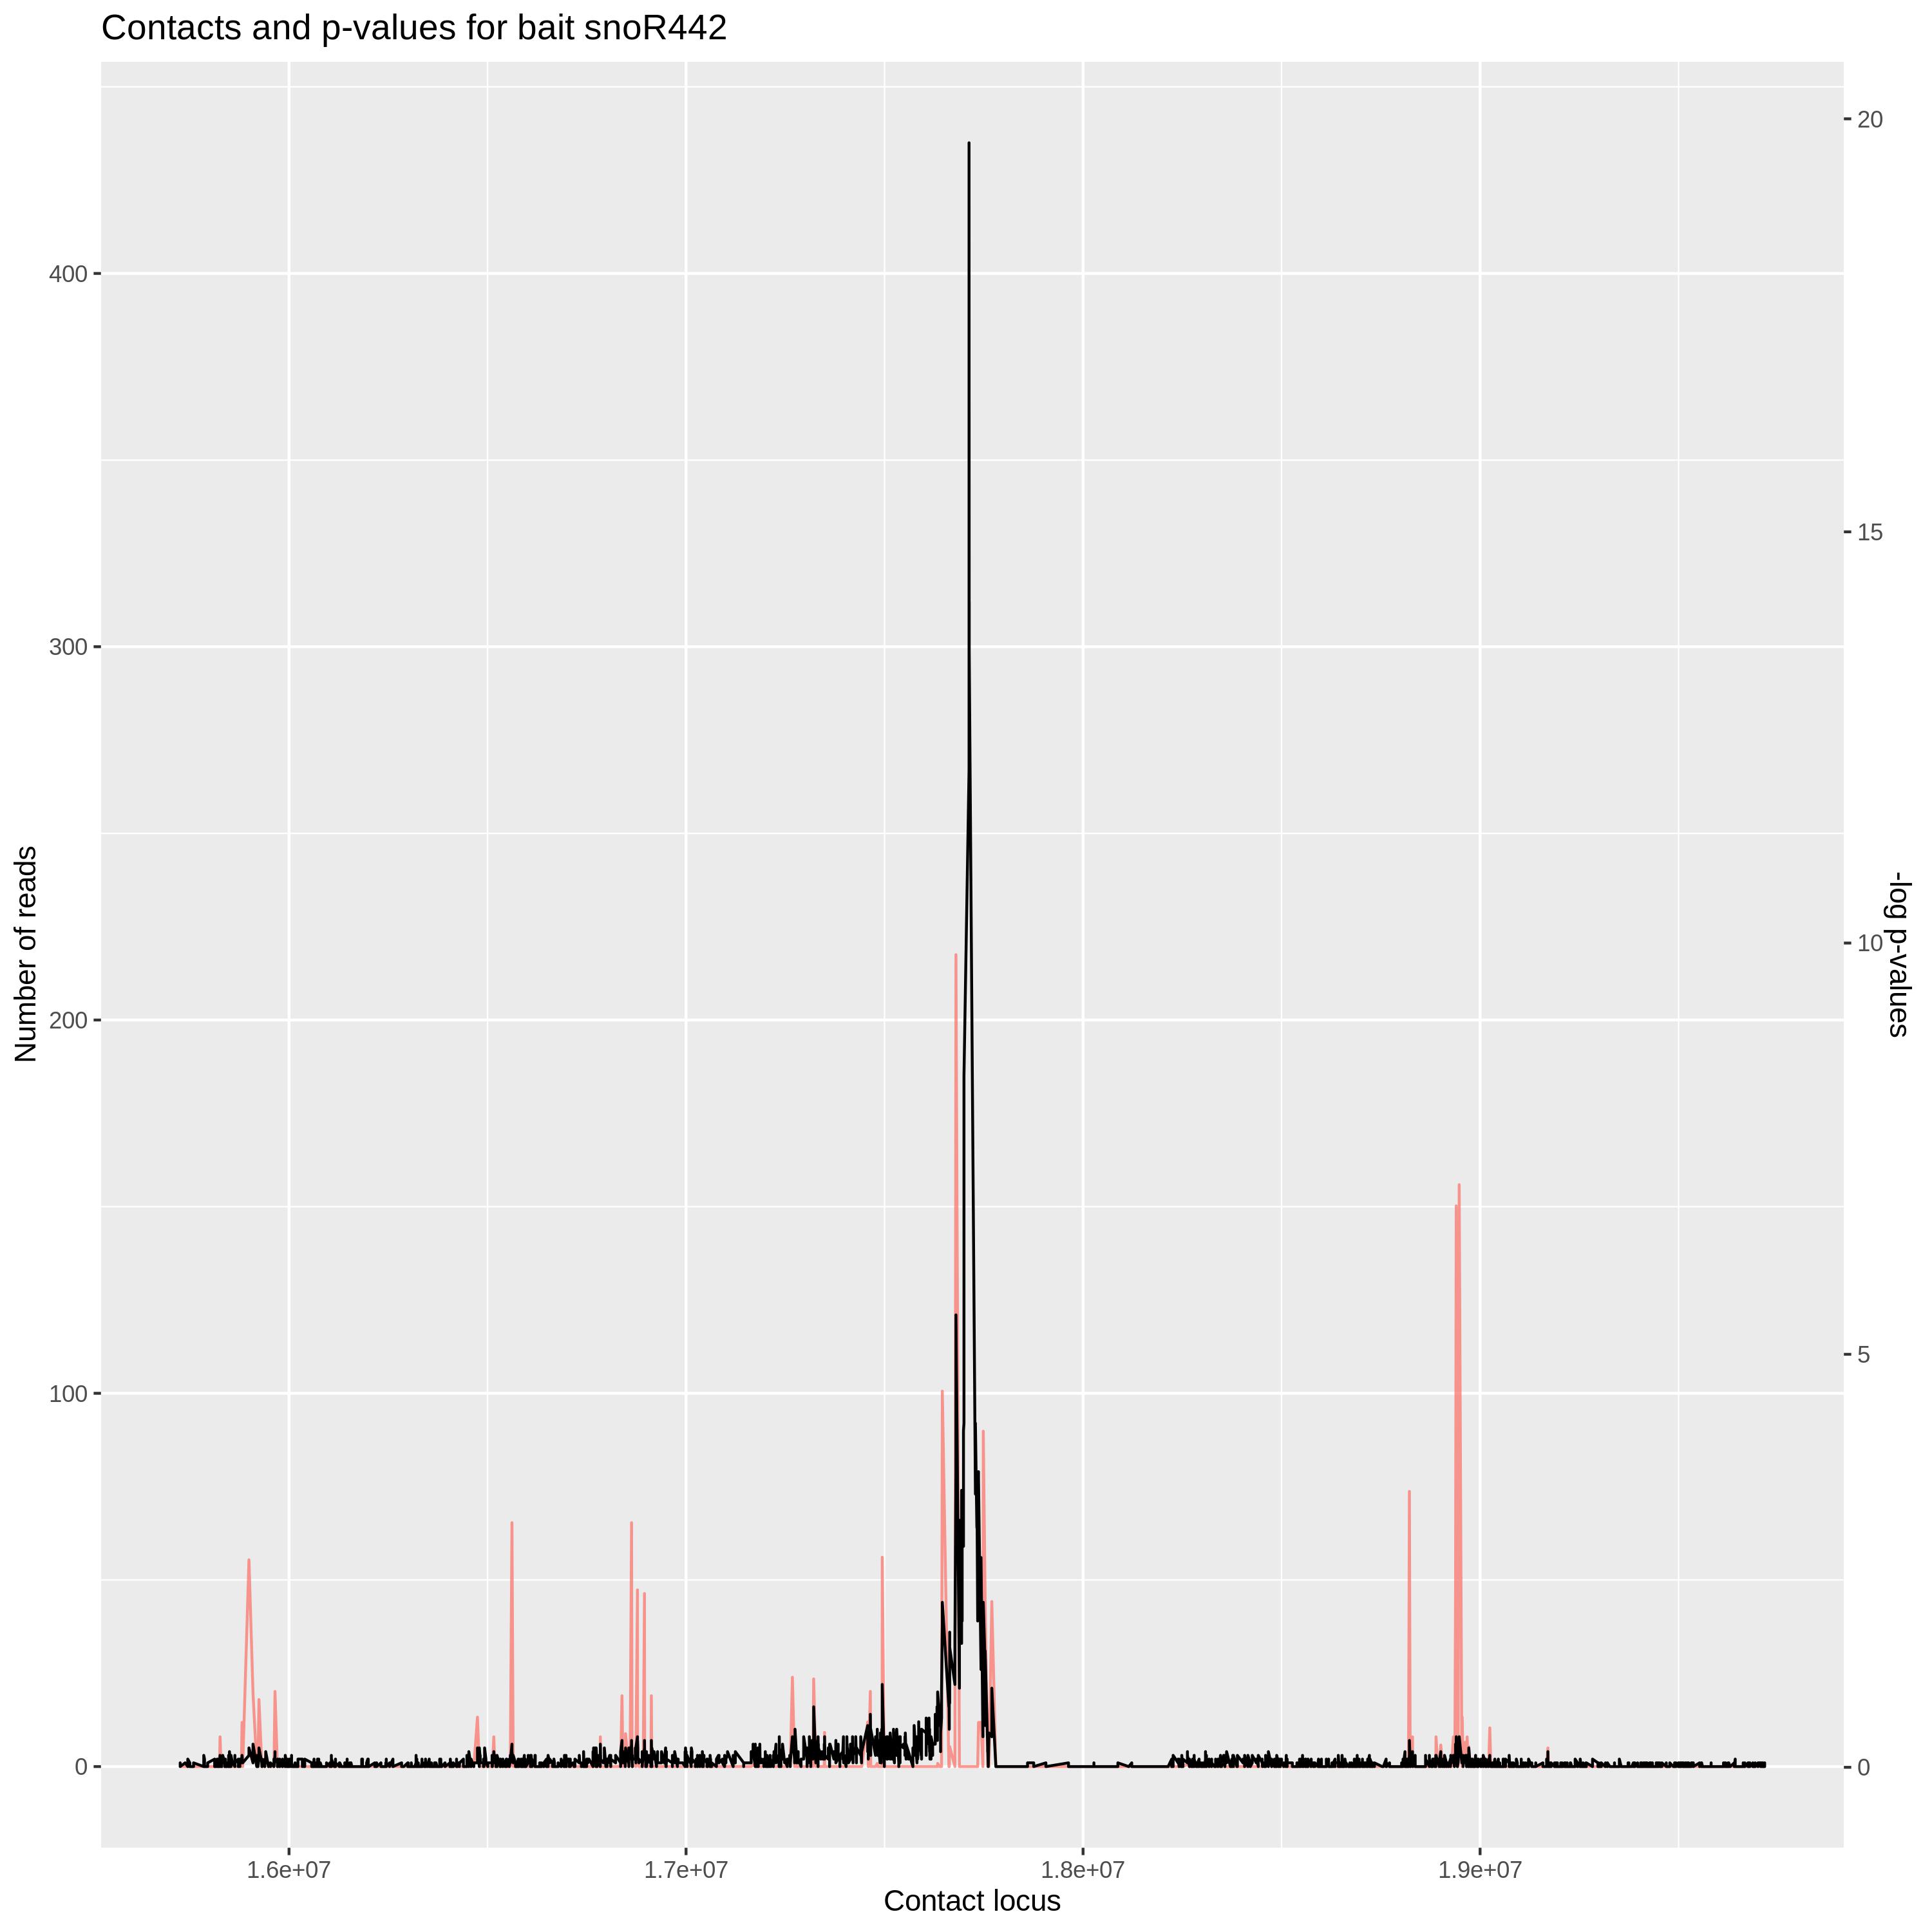 Contacts and p-values for bait snoR442
Number of reads
400
300
200
100
0
20
15
10
5
0
-log p-values
1.6e+07
1.7e+07
1.8e+07
1.9e+07
Contact locus